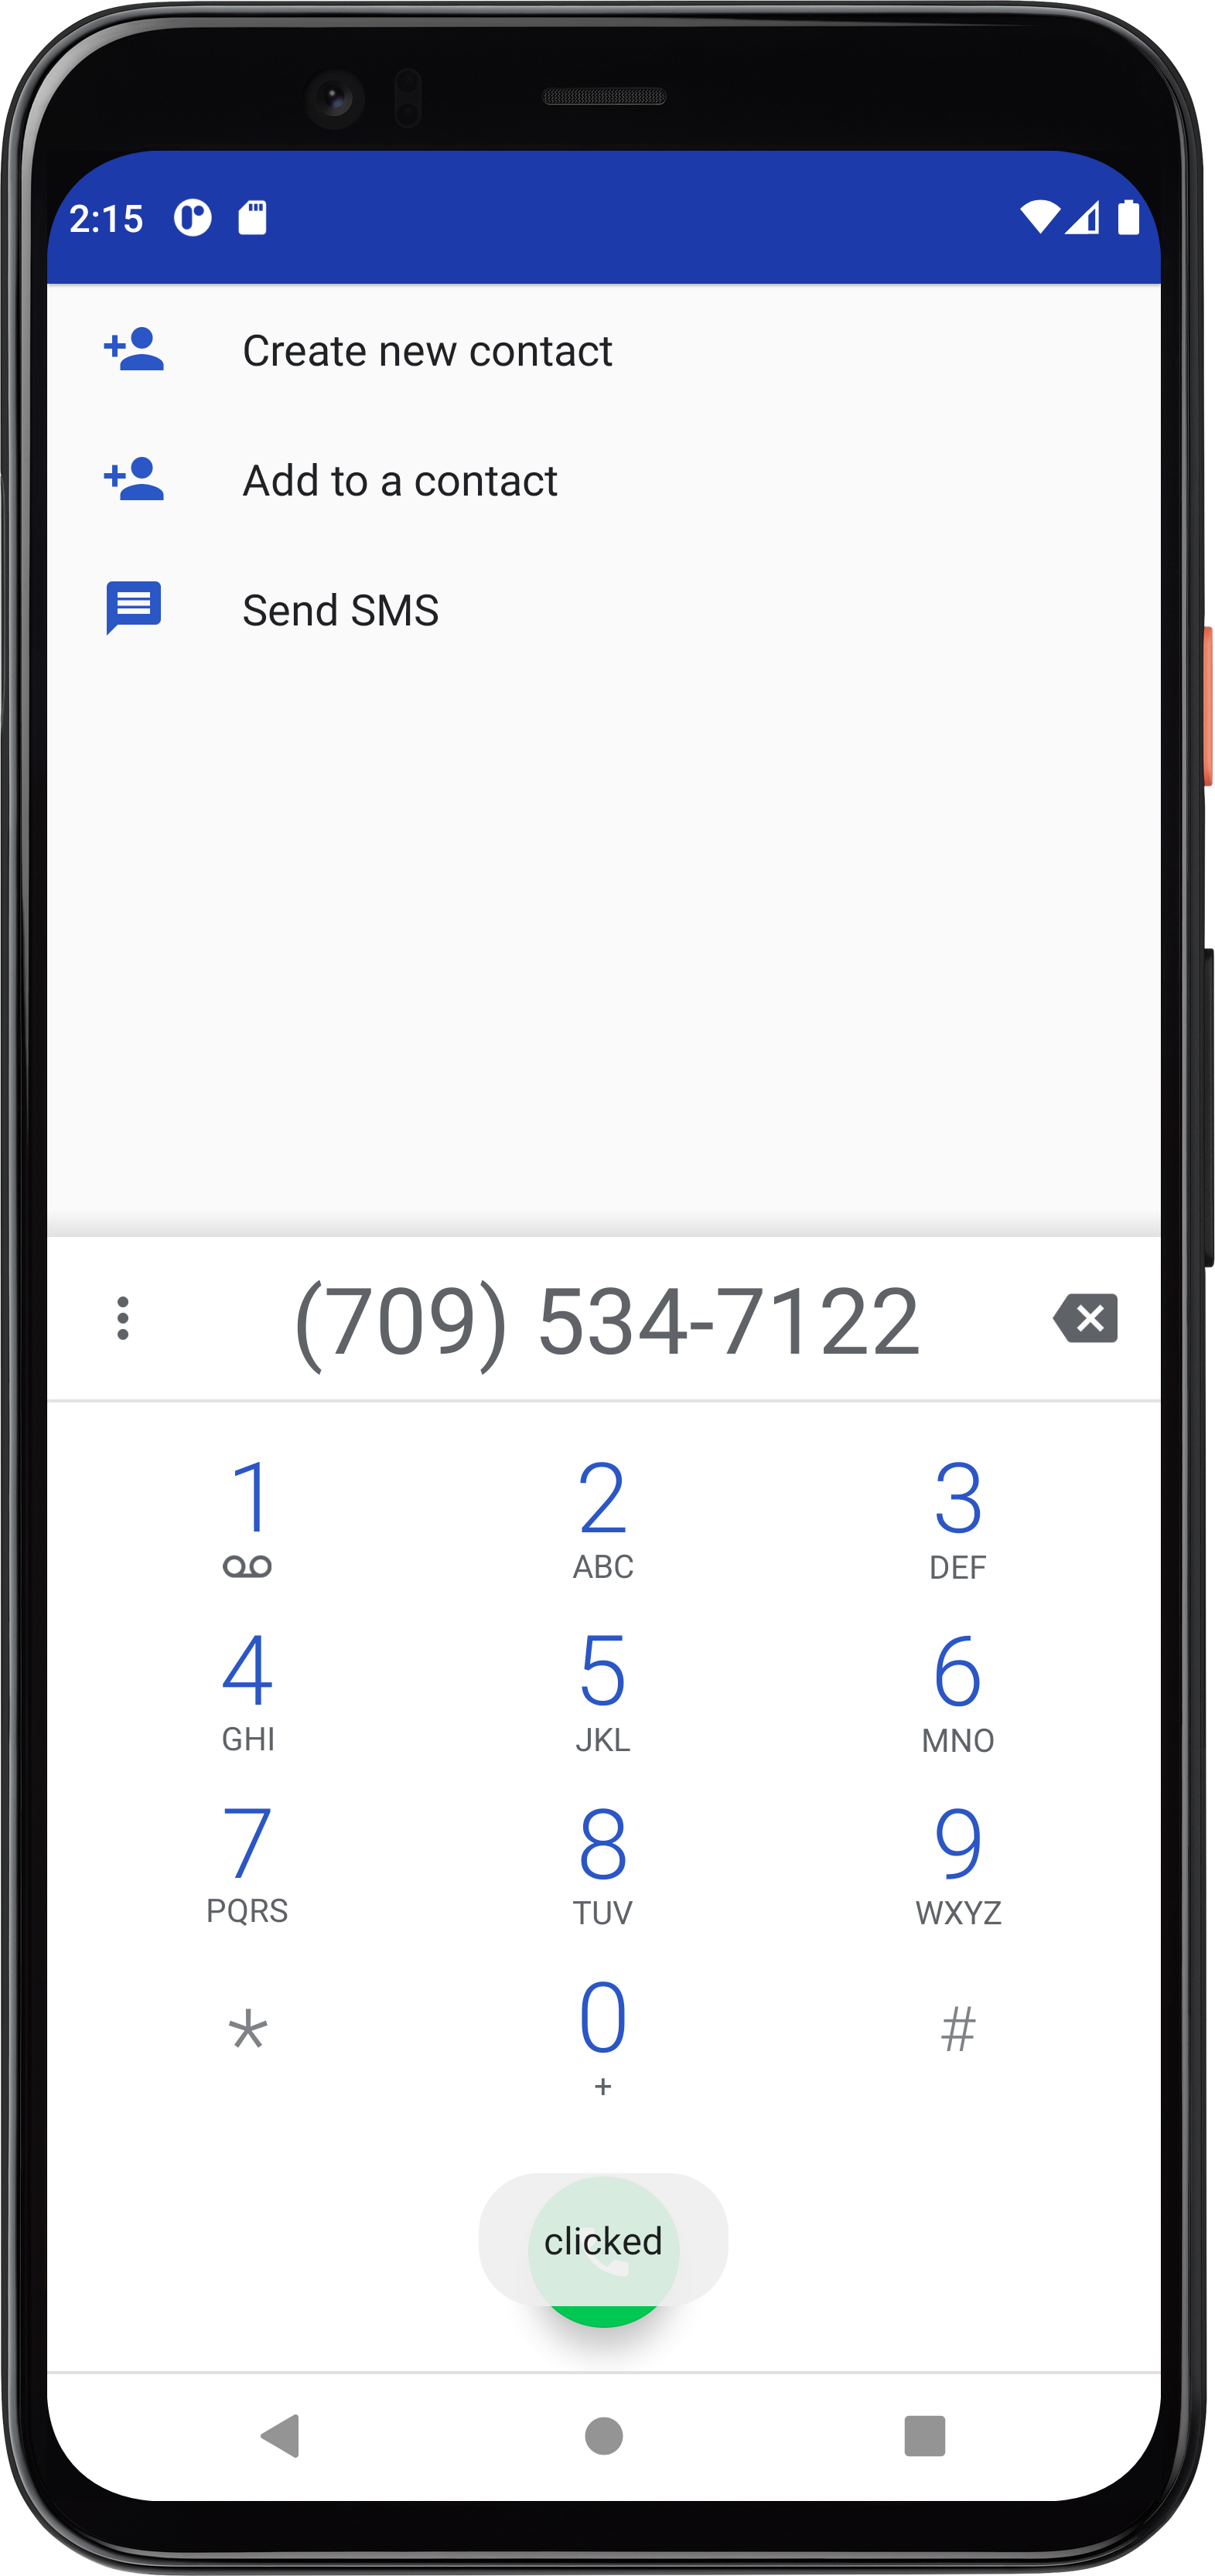 2:15
Create new contact
Add to a contact
Send SMS
(709) 534-7122
1 2 3
ABC DEF
4 5 6
GHI JKL MNO
7 8 9
PQRS TUV WXYZ
* 0 #
+
clicked